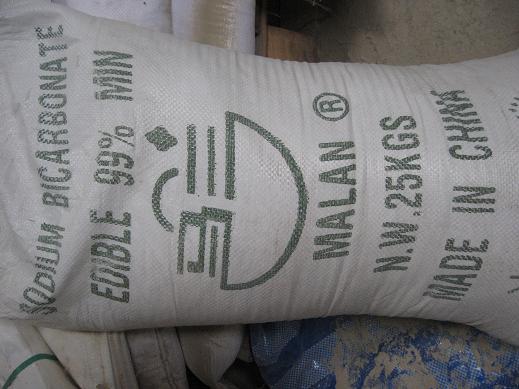 SODIUM BICARBONATE
EDIBLE 99% MIN
MALAN ®
N.W.25KGS
MADE IN CHINA